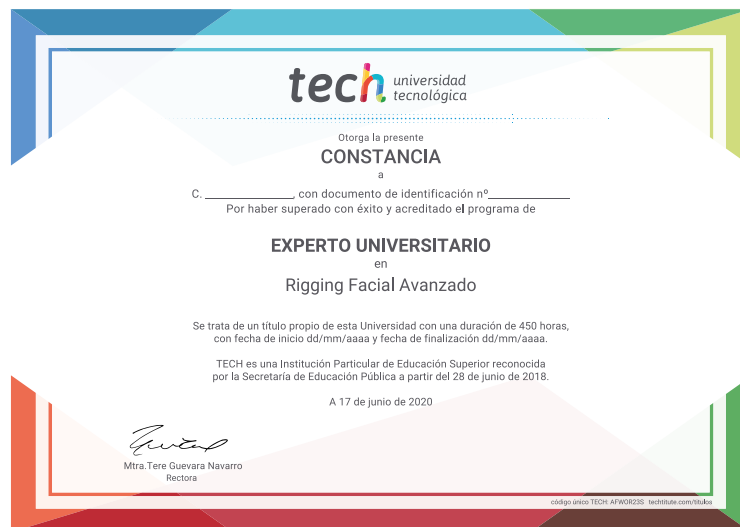 tech universidad
tecnológica
Otorga la presente
CONSTANCIA
a
C. ______________, con documento de identificación nº______________
Por haber superado con éxito y acreditado el programa de
EXPERTO UNIVERSITARIO
en
Rigging Facial Avanzado
Se trata de un título propio de esta Universidad con una duración de 450 horas,
con fecha de inicio dd/mm/aaaa y fecha de finalización dd/mm/aaaa.
TECH es una Institución Particular de Educación Superior reconocida
por la Secretaría de Educación Pública a partir del 28 de junio de 2018.
A 17 de junio de 2020
Mtra.Tere Guevara Navarro
Rectora
código único TECH: AFWOR23S techtitute.com/titulos